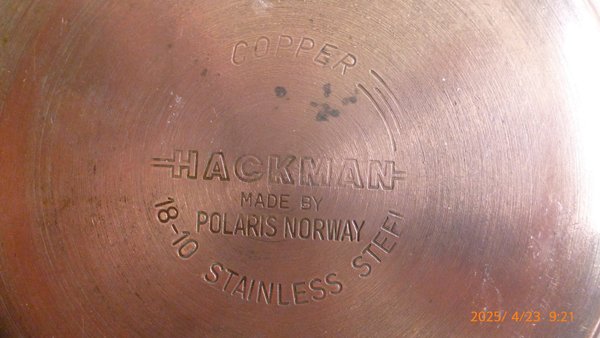 COPPER
HACKMAN
MADE BY
POLARIS NORWAY
18-10 STAINLESS STEEL
2025/ 4/23 9:21